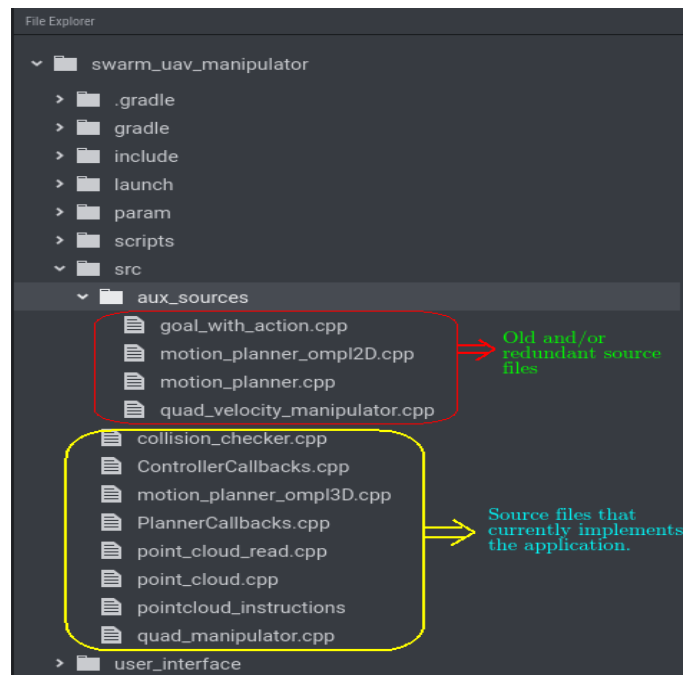 File Explorer
swarm_uav_manipulator
.gradle
gradle
include
launch
param
scripts
src
aux_sources
goal_with_action.cpp
motion_planner_ompl2D.cpp
motion_planner.cpp
quad_velocity_manipulator.cpp
Old and/or
redundant source
files
collision_checker.cpp
ControllerCallbacks.cpp
motion_planner_ompl3D.cpp
PlannerCallbacks.cpp
point_cloud_read.cpp
point_cloud.cpp
pointcloud_instructions
quad_manipulator.cpp
Source files that
currently implements
the application.
user_interface